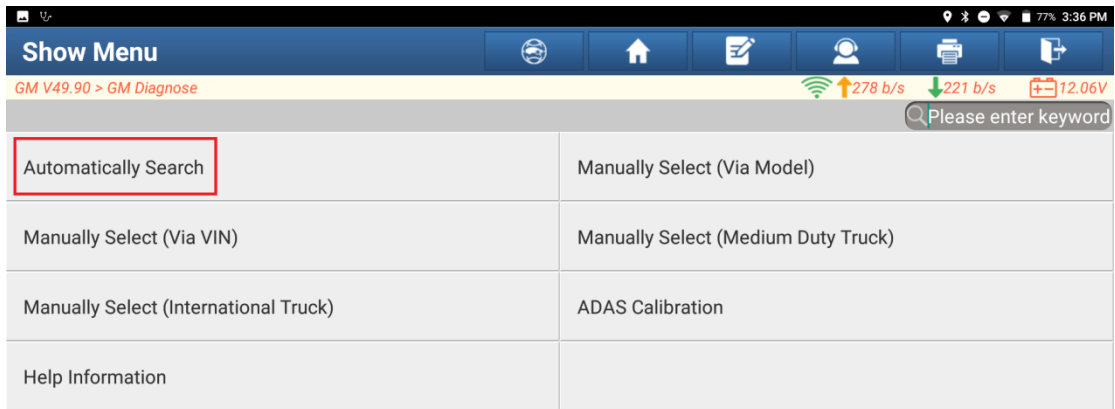 77% 3:36 PM
Show Menu
GM V49.90 > GM Diagnose 278 b/s 221 b/s 12.06V
Please enter keyword
Automatically Search
Manually Select (Via Model)
Manually Select (Via VIN)
Manually Select (Medium Duty Truck)
Manually Select (International Truck)
ADAS Calibration
Help Information